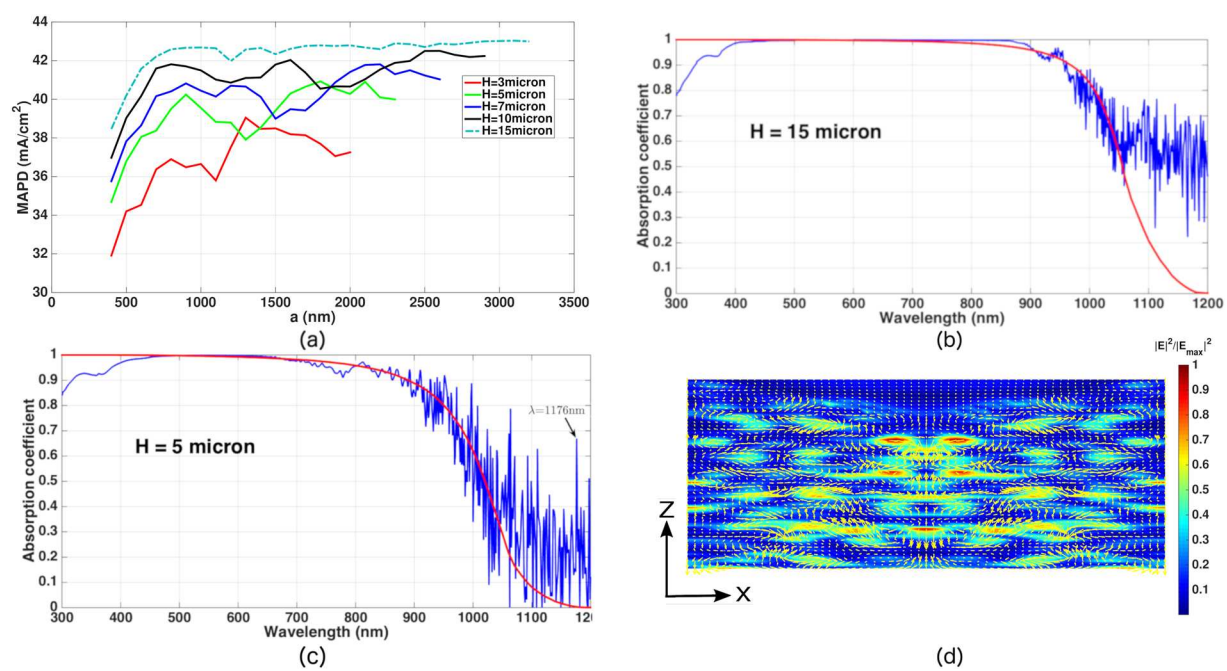 44
42
40
38
36
34
32
30
MAPD (mA/cm²)
H=3micron
H=5micron
H=7micron
H=10micron
H=15micron
0 500 1000 1500 2000 2500 3000 3500
a (nm)
(a)
1
0.9
0.8
0.7
0.6
0.5
0.4
0.3
0.2
0.1
0
Absorption coefficient
H = 15 micron
300 400 500 600 700 800 900 1000 1100 1200
Wavelength (nm)
(b)
1
0.9
0.8
0.7
0.6
0.5
0.4
0.3
0.2
0.1
0
Absorption coefficient
λ=1176nm
H = 5 micron
300 400 500 600 700 800 900 1000 1100 1200
Wavelength (nm)
(c)
|E|²/|Eₘₐₓ|²
1
0.9
0.8
0.7
0.6
0.5
0.4
0.3
0.2
0.1
Z
X
(d)